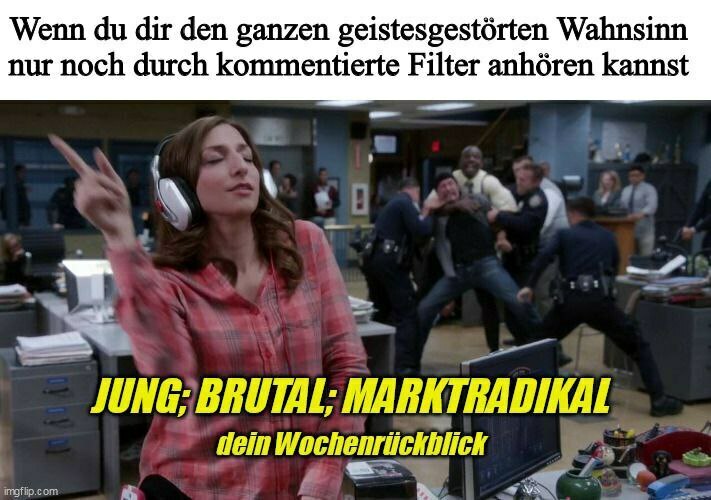 Wenn du dir den ganzen geistesgestörten Wahnsinn
nur noch durch kommentierte Filter anhören kannst
JUNG; BRUTAL; MARKTRADIKAL
dein Wochenrückblick
imgflip.com